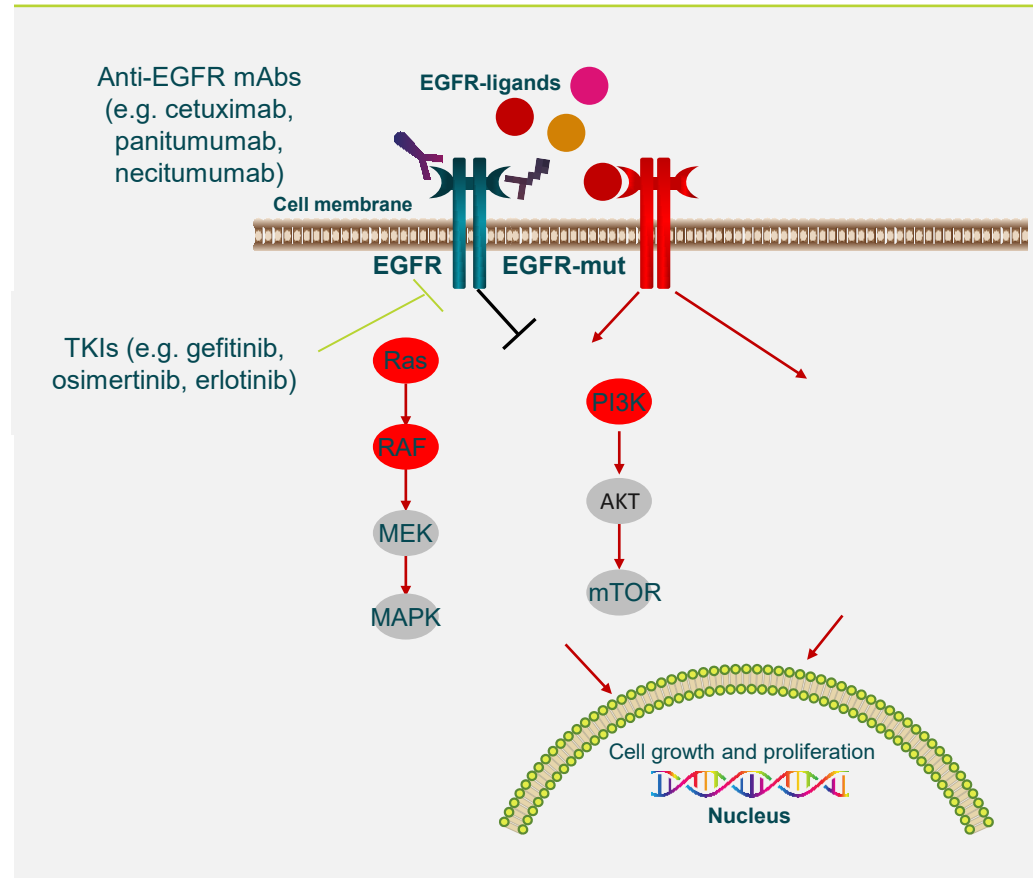 Anti-EGFR mAbs
(e.g. cetuximab,
panitumumab,
necitumumab)
EGFR-ligands
Cell membrane
EGFR
EGFR-mut
TKIs (e.g. gefitinib,
osimertinib, erlotinib)
Ras
RAF
MEK
MAPK
PI3K
AKT
mTOR
Cell growth and proliferation
Nucleus